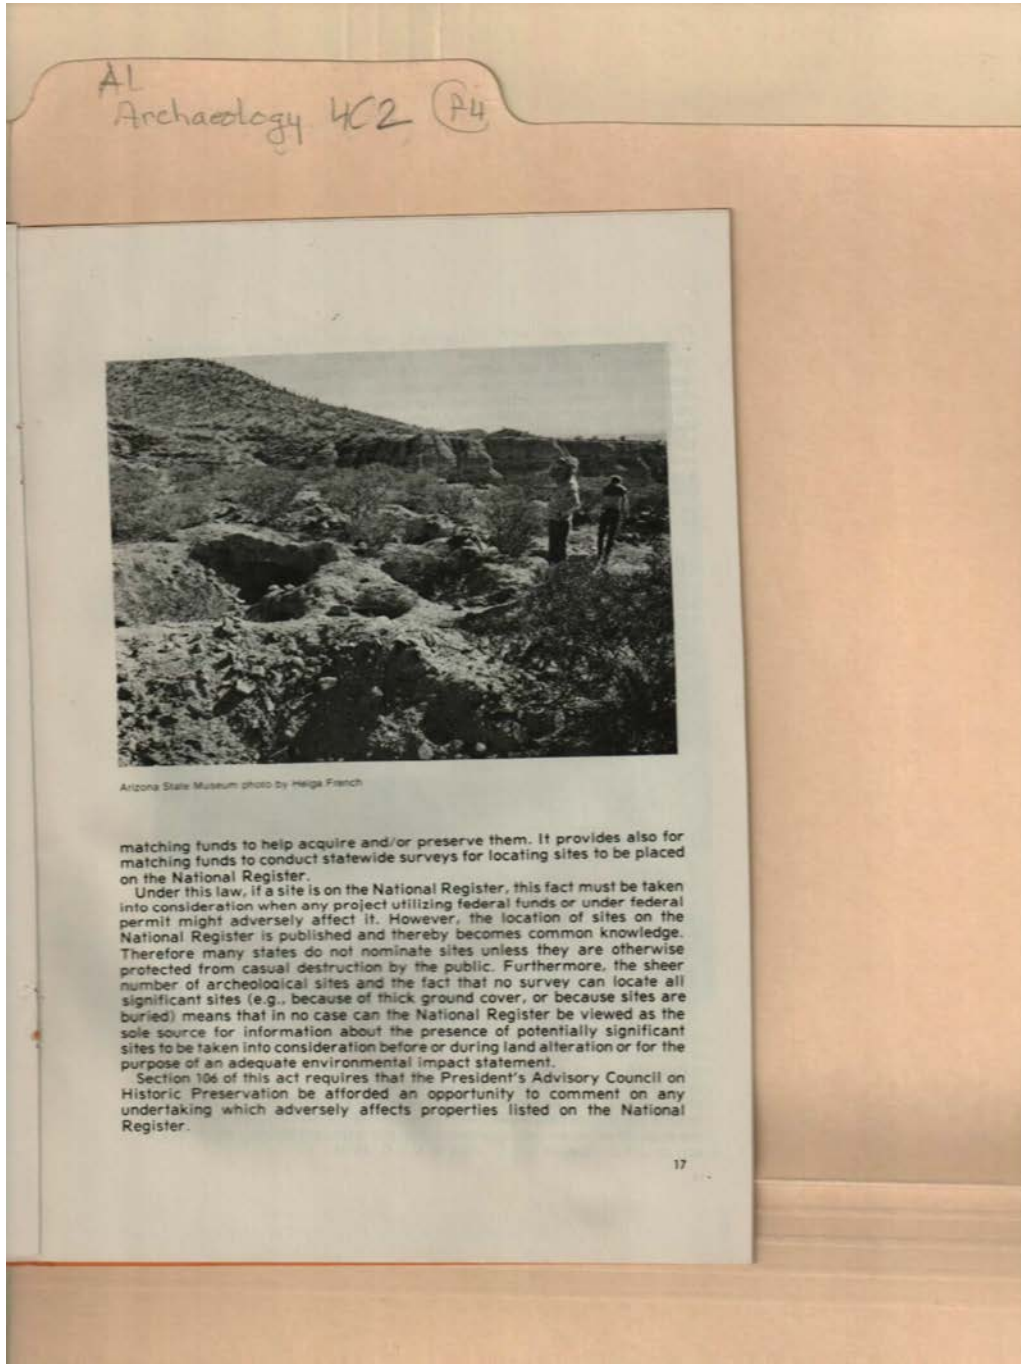 AL
Archaeology 4C2 P4
Arizona State Museum photo by Helga French
matching funds to help acquire and/or preserve them. It provides also for
matching funds to conduct statewide surveys for locating sites to be placed
on the National Register.
Under this law, if a site is on the National Register, this fact must be taken
into consideration when any project utilizing federal funds or under federal
permit might adversely affect it. However, the location of sites on the
National Register is published and thereby becomes common knowledge.
Therefore many states do not nominate sites unless they are otherwise
protected from casual destruction by the public. Furthermore, the sheer
number of archeological sites and the fact that no survey can locate all
significant sites (e.g., because of thick ground cover, or because sites are
buried) means that in no case can the National Register be viewed as the
sole source for information about the presence of potentially significant
sites to be taken into consideration before or during land alteration or for the
purpose of an adequate environmental impact statement.
Section 106 of this act requires that the President's Advisory Council on
Historic Preservation be afforded an opportunity to comment on any
undertaking which adversely affects properties listed on the National
Register.
17